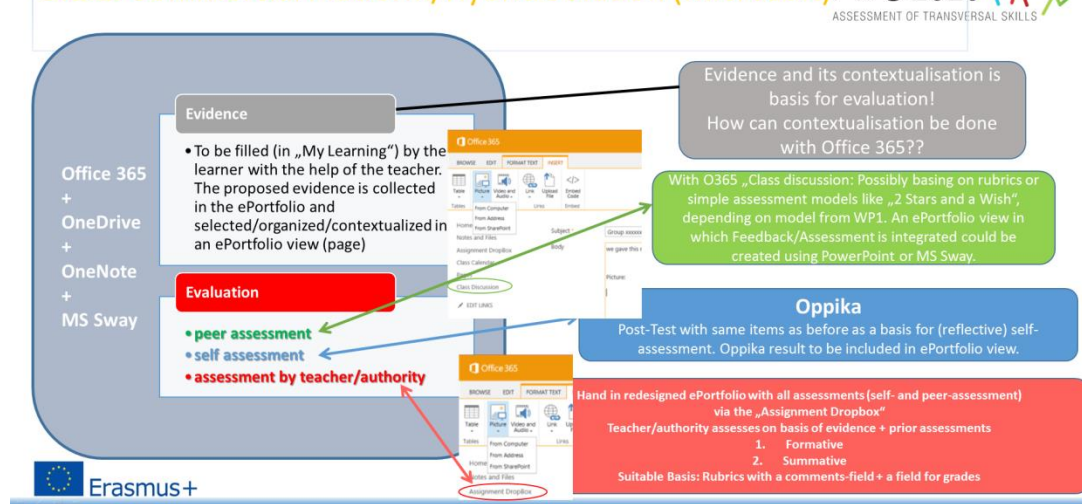 ASSESSMENT OF TRANSVERSAL SKILLS
Evidence and its contextualisation is
basis for evaluation!
How can contextualisation be done
with Office 365??
Office 365
+
OneDrive
+
OneNote
+
MS Sway
Evidence
• To be filled (in „My Learning“) by the
learner with the help of the teacher.
The proposed evidence is collected
in the ePortfolio and
selected/organized/contextualized in
an ePortfolio view (page)
Evaluation
• peer assessment
• self assessment
• assessment by teacher/authority
Office 365
BROWSE EDIT FORMAT TEXT INSERT
Table Picture Video and Audio Link Upload File Embed Code
Tables Links Embed
From Computer
From Address
From SharePoint
Home
Notes and Files
Assignment DropBox
Class Calendar
Class Discussion
EDIT LINKS
Subject
Body
Group
we gave this
Picture:
With O365 „Class discussion: Possibly basing on rubrics or
simple assessment models like „2 Stars and a Wish“,
depending on model from WP1. An ePortfolio view in
which Feedback/Assessment is integrated could be
created using PowerPoint or MS Sway.
Oppika
Post-Test with same items as before as a basis for (reflective) self-
assessment. Oppika result to be included in ePortfolio view.
Office 365
BROWSE EDIT FORMAT TEXT
Table Picture Video and Audio Link
Tables
From Computer
From Address
From SharePoint
Home
Notes and Files
Assignment DropBox
Hand in redesigned ePortfolio with all assessments (self- and peer-assessment)
via the „Assignment Dropbox“
Teacher/authority assesses on basis of evidence + prior assessments
1. Formative
2. Summative
Suitable Basis: Rubrics with a comments-field + a field for grades
Erasmus+